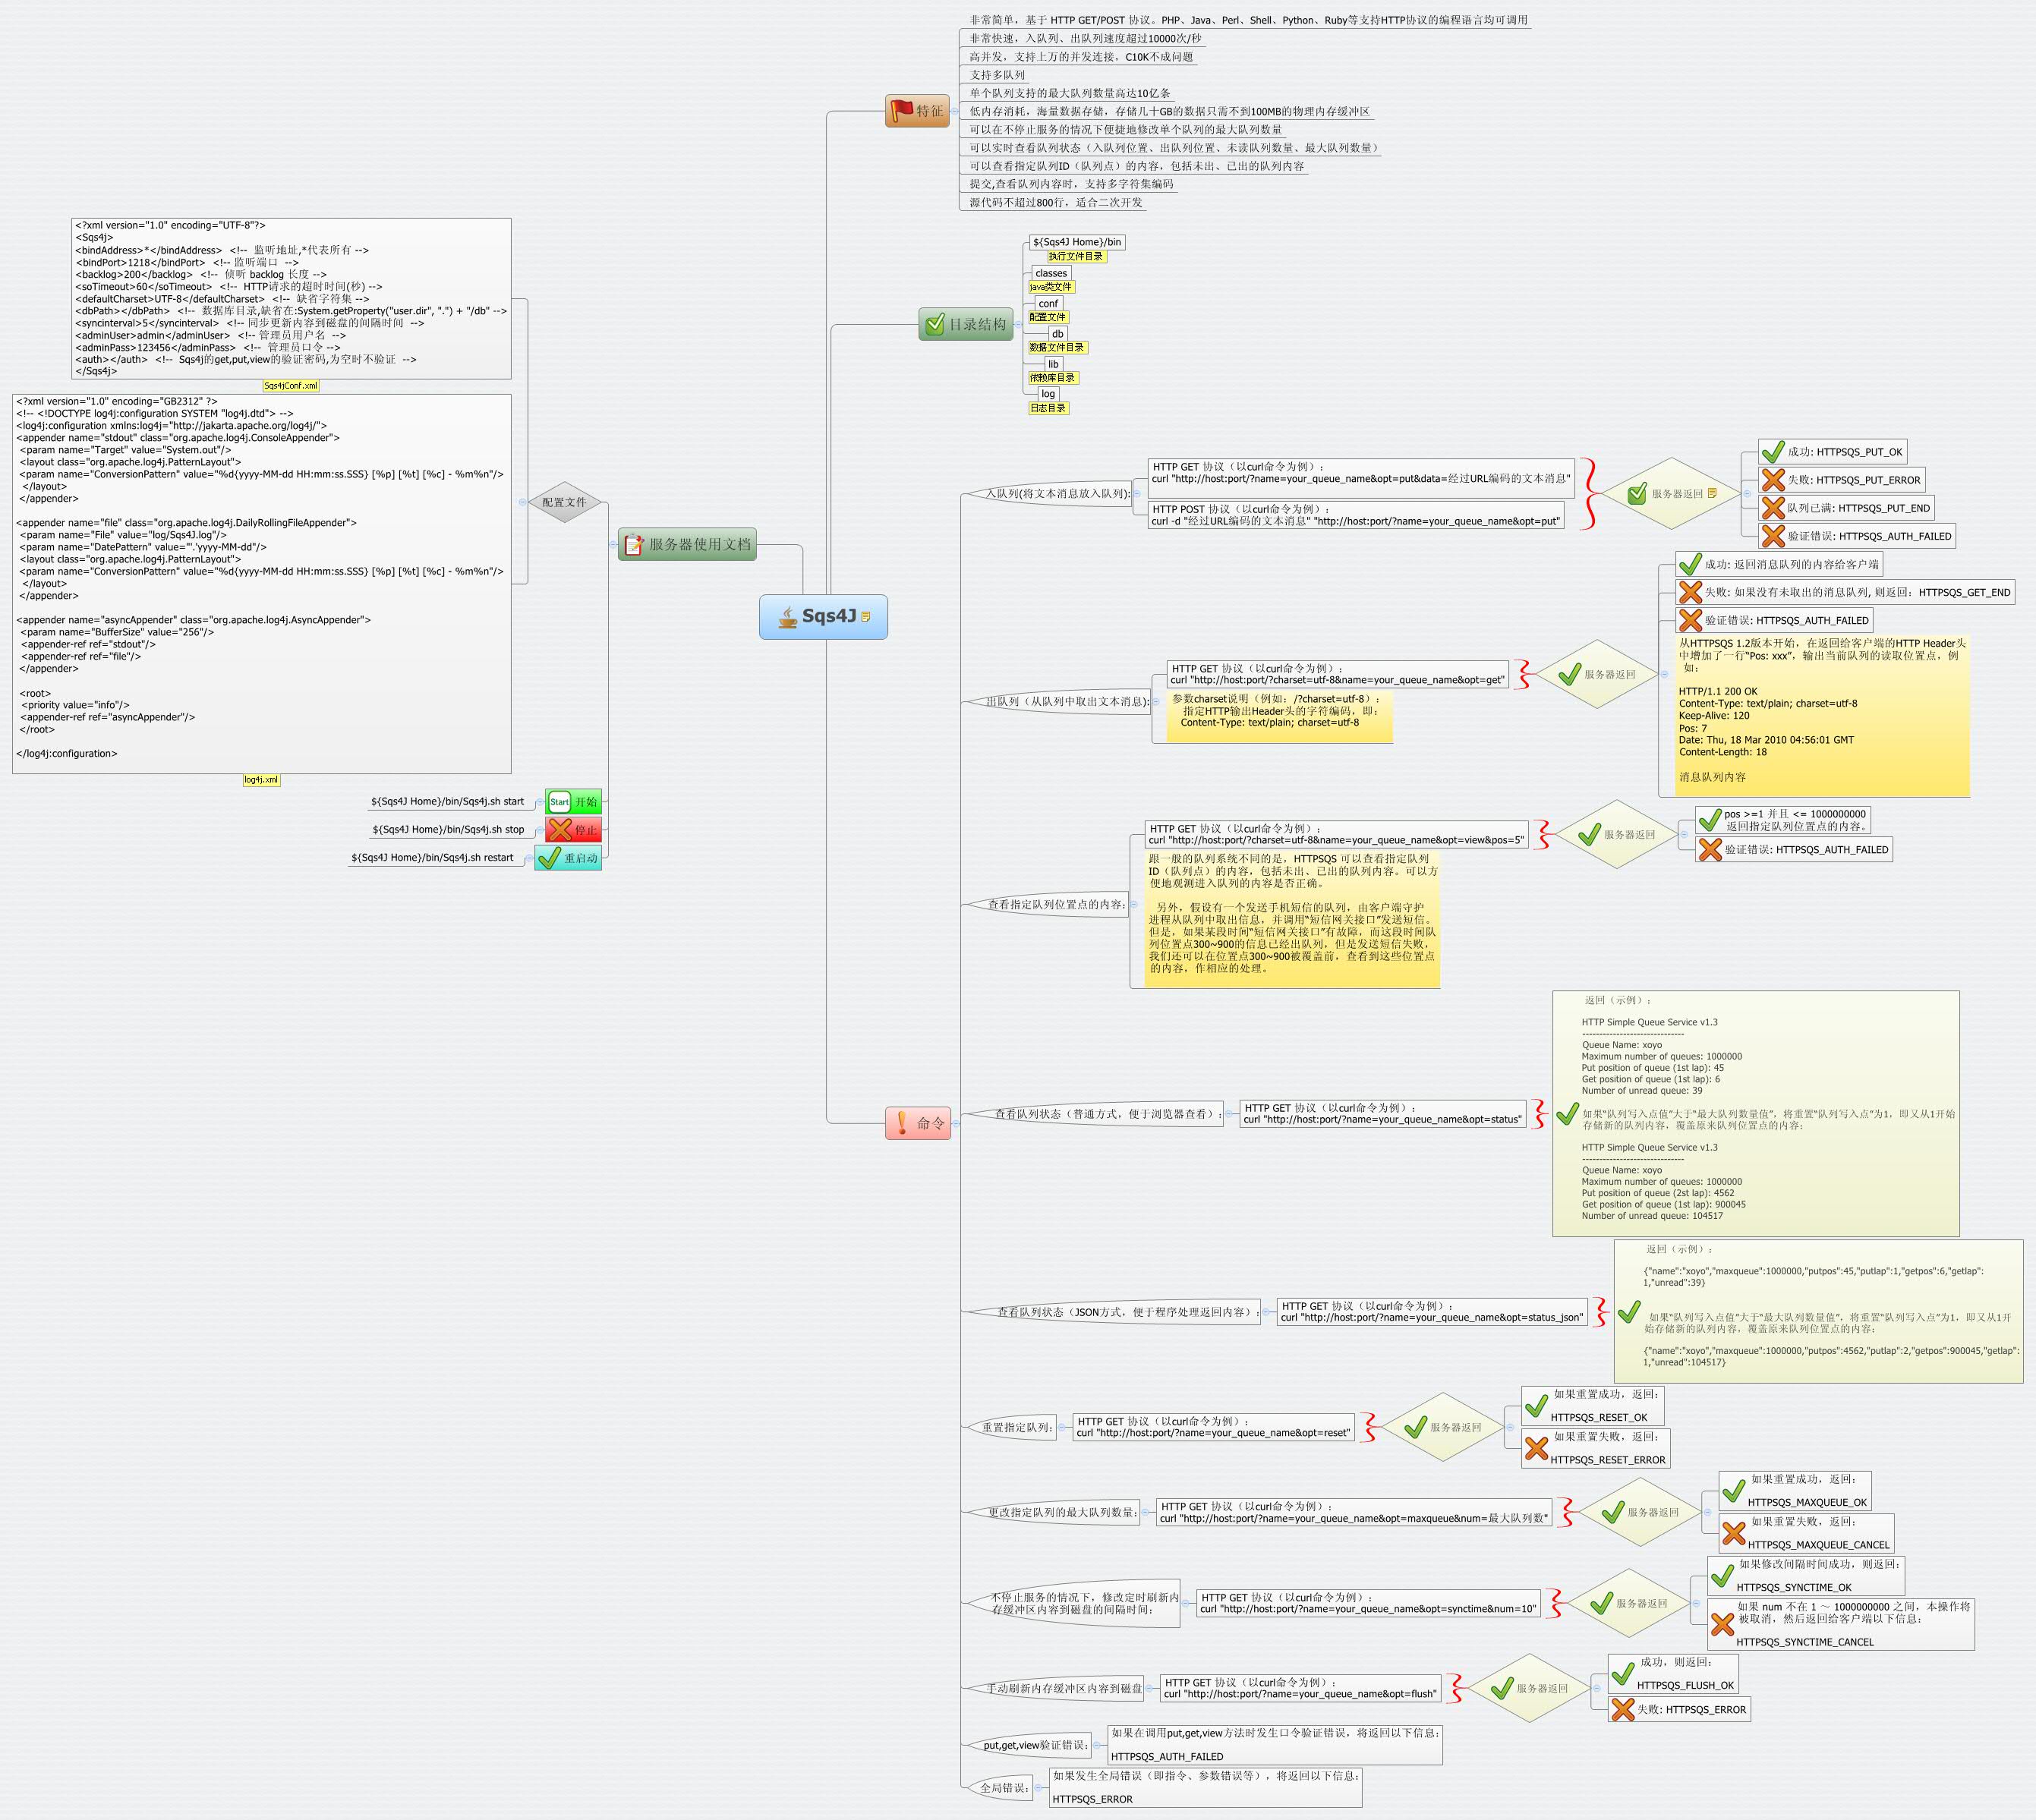 非常简单，基于 HTTP GET/POST 协议。PHP、Java、Perl、Shell、Python、Ruby等支持HTTP协议的编程语言均可调用
非常快速，入队列、出队列速度超过10000次/秒
高并发，支持上万的并发连接，C10K不成问题
支持多队列
单个队列支持的最大队列数量高达10亿条
低内存消耗，海量数据存储，存储几十GB的数据只需不到100MB的物理内存缓冲区
可以在不停止服务的情况下便捷地修改单个队列的最大队列数量
可以实时查看队列状态（入队列位置、出队列位置、未读队列数量、最大队列数量）
可以查看指定队列ID（队列点）的内容，包括未出、已出的队列内容
提交,查看队列内容时，支持多字符集编码
源代码不超过800行，适合二次开发
特征
${Sqs4J Home}/bin
执行文件目录
classes
java类文件
conf
配置文件
db
数据文件目录
lib
依赖库目录
log
日志目录
目录结构
<?xml version="1.0" encoding="UTF-8"?>
<Sqs4j>
<bindAddress>*</bindAddress>  <!--  监听地址,*代表所有 -->
<bindPort>1218</bindPort>  <!-- 监听端口  -->
<backlog>200</backlog>  <!--  侦听 backlog 长度 -->
<soTimeout>60</soTimeout>  <!--  HTTP请求的超时时间(秒) -->
<defaultCharset>UTF-8</defaultCharset>  <!--  缺省字符集 -->
<dbPath></dbPath>  <!--  数据库目录,缺省在:System.getProperty("user.dir", ".") + "/db" -->
<syncinterval>5</syncinterval>  <!-- 同步更新内容到磁盘的间隔时间  -->
<adminUser>admin</adminUser>  <!-- 管理员用户名  -->
<adminPass>123456</adminPass>  <!--  管理员口令 -->
<auth></auth>  <!--  Sqs4j的get,put,view的验证密码,为空时不验证  -->
</Sqs4j>
Sqs4jConf.xml
<?xml version="1.0" encoding="GB2312" ?>
<!-- <!DOCTYPE log4j:configuration SYSTEM "log4j.dtd"> -->
<log4j:configuration xmlns:log4j="http://jakarta.apache.org/log4j/">
<appender name="stdout" class="org.apache.log4j.ConsoleAppender">
<param name="Target" value="System.out"/>
<layout class="org.apache.log4j.PatternLayout">
<param name="ConversionPattern" value="%d{yyyy-MM-dd HH:mm:ss.SSS} [%p] [%t] [%c] - %m%n"/>
</layout>
</appender>
<appender name="file" class="org.apache.log4j.DailyRollingFileAppender">
<param name="File" value="log/Sqs4J.log"/>
<param name="DatePattern" value="'.'yyyy-MM-dd"/>
<layout class="org.apache.log4j.PatternLayout">
<param name="ConversionPattern" value="%d{yyyy-MM-dd HH:mm:ss.SSS} [%p] [%t] [%c] - %m%n"/>
</layout>
</appender>
<appender name="asyncAppender" class="org.apache.log4j.AsyncAppender">
<param name="BufferSize" value="256"/>
<appender-ref ref="stdout"/>
<appender-ref ref="file"/>
</appender>
<root>
<priority value="info"/>
<appender-ref ref="asyncAppender"/>
</root>
</log4j:configuration>
log4j.xml
配置文件
服务器使用文档
${Sqs4J Home}/bin/Sqs4j.sh start
Start 开始
${Sqs4J Home}/bin/Sqs4j.sh stop
停止
${Sqs4J Home}/bin/Sqs4j.sh restart
重启动
Sqs4J
命令
入队列(将文本消息放入队列):
HTTP GET 协议（以curl命令为例）：
curl "http://host:port/?name=your_queue_name&opt=put&data=经过URL编码的文本消息"
HTTP POST 协议（以curl命令为例）：
curl -d "经过URL编码的文本消息" "http://host:port/?name=your_queue_name&opt=put"
服务器返回
成功: HTTPSQS_PUT_OK
失败: HTTPSQS_PUT_ERROR
队列已满: HTTPSQS_PUT_END
验证错误: HTTPSQS_AUTH_FAILED
出队列（从队列中取出文本消息):
HTTP GET 协议（以curl命令为例）：
curl "http://host:port/?charset=utf-8&name=your_queue_name&opt=get"
参数charset说明（例如：/?charset=utf-8）：
指定HTTP输出Header头的字符编码，即：
Content-Type: text/plain; charset=utf-8
服务器返回
成功: 返回消息队列的内容给客户端
失败: 如果没有未取出的消息队列, 则返回：HTTPSQS_GET_END
验证错误: HTTPSQS_AUTH_FAILED
从HTTPSQS 1.2版本开始，在返回给客户端的HTTP Header头
中增加了一行“Pos: xxx”，输出当前队列的读取位置点，例
如：
HTTP/1.1 200 OK
Content-Type: text/plain; charset=utf-8
Keep-Alive: 120
Pos: 7
Date: Thu, 18 Mar 2010 04:56:01 GMT
Content-Length: 18
消息队列内容
查看指定队列位置点的内容:
HTTP GET 协议（以curl命令为例）：
curl "http://host:port/?charset=utf-8&name=your_queue_name&opt=view&pos=5"
跟一般的队列系统不同的是，HTTPSQS 可以查看指定队列
ID（队列点）的内容，包括未出、已出的队列内容。可以方
便地观测进入队列的内容是否正确。
另外，假设有一个发送手机短信的队列，由客户端守护
进程从队列中取出信息，并调用“短信网关接口”发送短信。
但是，如果某段时间“短信网关接口”有故障，而这段时间队
列位置点300~900的信息已经出队列，但是发送短信失败，
我们还可以在位置点300~900被覆盖前，查看到这些位置点
的内容，作相应的处理。
服务器返回
pos >=1 并且 <= 1000000000
返回指定队列位置点的内容。
验证错误: HTTPSQS_AUTH_FAILED
查看队列状态（普通方式，便于浏览器查看）:
HTTP GET 协议（以curl命令为例）：
curl "http://host:port/?name=your_queue_name&opt=status"
返回（示例）：
HTTP Simple Queue Service v1.3
------------------------------
Queue Name: xoyo
Maximum number of queues: 1000000
Put position of queue (1st lap): 45
Get position of queue (1st lap): 6
Number of unread queue: 39
如果“队列写入点值”大于“最大队列数量值”，将重置“队列写入点”为1，即又从1开始
存储新的队列内容，覆盖原来队列位置点的内容：
HTTP Simple Queue Service v1.3
------------------------------
Queue Name: xoyo
Maximum number of queues: 1000000
Put position of queue (2st lap): 4562
Get position of queue (1st lap): 900045
Number of unread queue: 104517
查看队列状态（JSON方式，便于程序处理返回内容）:
HTTP GET 协议（以curl命令为例）：
curl "http://host:port/?name=your_queue_name&opt=status_json"
返回（示例）：
{"name":"xoyo","maxqueue":1000000,"putpos":45,"putlap":1,"getpos":6,"getlap":
1,"unread":39}
如果“队列写入点值”大于“最大队列数量值”，将重置“队列写入点”为1，即又从1开
始存储新的队列内容，覆盖原来队列位置点的内容：
{"name":"xoyo","maxqueue":1000000,"putpos":4562,"putlap":2,"getpos":900045,"getlap":
1,"unread":104517}
重置指定队列:
HTTP GET 协议（以curl命令为例）：
curl "http://host:port/?name=your_queue_name&opt=reset"
服务器返回
如果重置成功，返回：
HTTPSQS_RESET_OK
如果重置失败，返回：
HTTPSQS_RESET_ERROR
更改指定队列的最大队列数量:
HTTP GET 协议（以curl命令为例）：
curl "http://host:port/?name=your_queue_name&opt=maxqueue&num=最大队列数"
服务器返回
如果重置成功，返回：
HTTPSQS_MAXQUEUE_OK
如果重置失败，返回：
HTTPSQS_MAXQUEUE_CANCEL
不停止服务的情况下，修改定时刷新内
存缓冲区内容到磁盘的间隔时间：
HTTP GET 协议（以curl命令为例）：
curl "http://host:port/?name=your_queue_name&opt=synctime&num=10"
服务器返回
如果修改间隔时间成功，则返回：
HTTPSQS_SYNCTIME_OK
如果 num 不在 1 ～ 1000000000 之间，本操作将
被取消，然后返回给客户端以下信息：
HTTPSQS_SYNCTIME_CANCEL
手动刷新内存缓冲区内容到磁盘
HTTP GET 协议（以curl命令为例）：
curl "http://host:port/?name=your_queue_name&opt=flush"
服务器返回
成功，则返回：
HTTPSQS_FLUSH_OK
失败: HTTPSQS_ERROR
put,get,view验证错误:
如果在调用put,get,view方法时发生口令验证错误，将返回以下信息：
HTTPSQS_AUTH_FAILED
全局错误:
如果发生全局错误（即指令、参数错误等），将返回以下信息：
HTTPSQS_ERROR